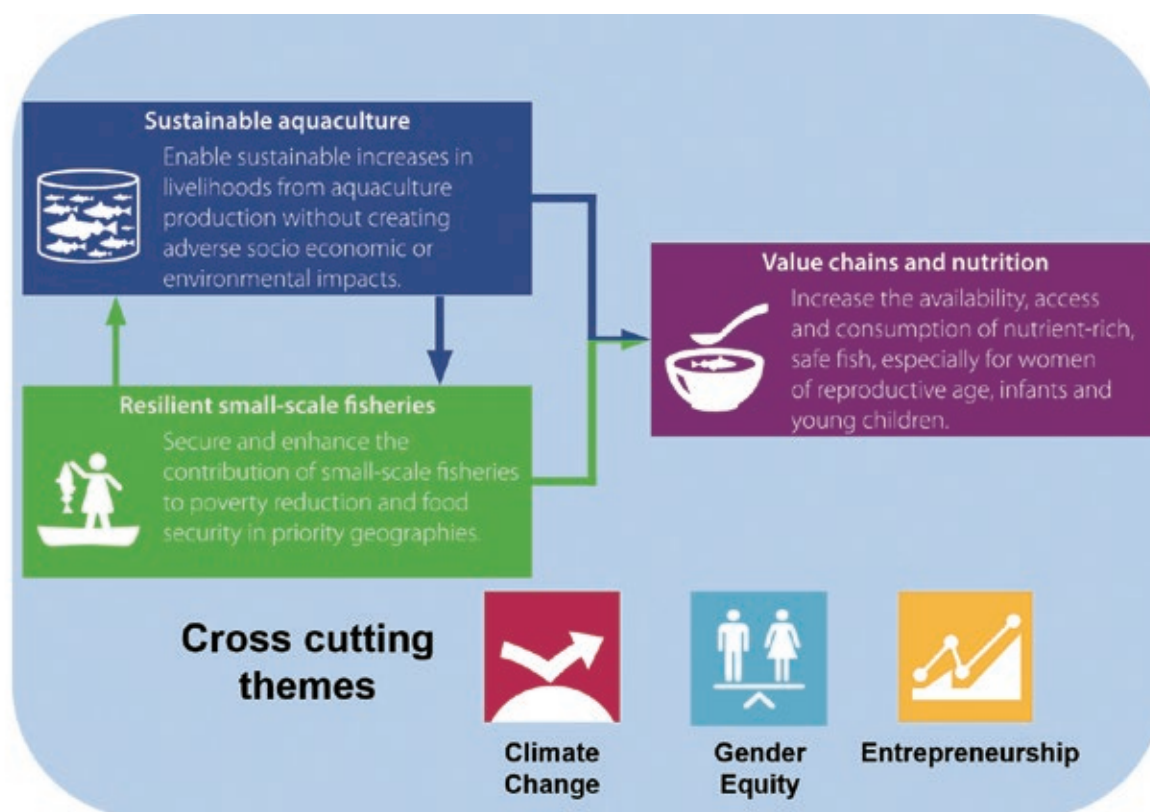 Sustainable aquaculture
Enable sustainable increases in
livelihoods from aquaculture
production without creating
adverse socio economic or
environmental impacts.
Resilient small-scale fisheries
Secure and enhance the
contribution of small-scale fisheries
to poverty reduction and food
security in priority geographies.
Value chains and nutrition
Increase the availability, access
and consumption of nutrient-rich,
safe fish, especially for women
of reproductive age, infants and
young children.
Cross cutting
themes
Climate
Change
Gender
Equity
Entrepreneurship